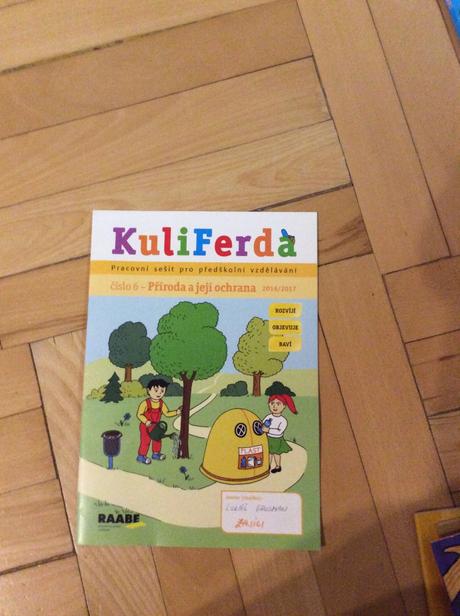 KuliFerda
Pracovní sešit pro předškolní vzdělávání
číslo 6 – Příroda a její ochrana 2016/2017
ROZVÍJÍ
OBJEVUJE
BAVÍ
PLAST
RAABE